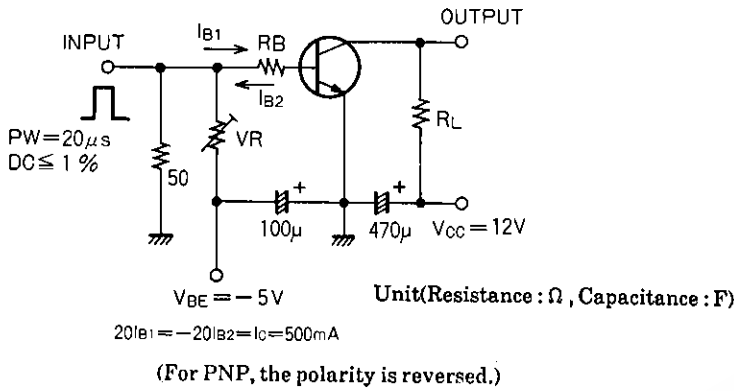 OUTPUT
INPUT
IB1
RB
IB2
RL
PW=20μs
DC≦1%
VR
50
+
+
100μ
470μ
VCC=12V
VBE=−5V
Unit(Resistance : Ω , Capacitance : F)
20IB1=−20IB2=IC=500mA
(For PNP, the polarity is reversed.)